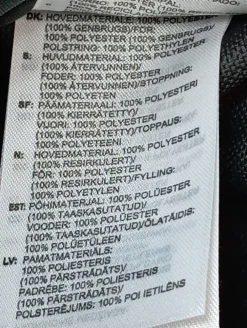 DK: HOVEDMATERIALE: 100% POLYESTER
(100% GENBRUGS)/FOR:
100% POLYESTER (100% GENBRUGS)/
POLSTRING: 100% POLYETHYLEN
S: HUVUDMATERIAL: 100% POLYESTER
(100% ÅTERVUNNEN)/
FODER: 100% POLYESTER
(100% ÅTERVUNNEN)/STOPPNING:
100% POLYETEN
SF: PÄÄMATERIAALI: 100% POLYESTERI
(100% KIERRÄTETTY)/
VUORI: 100% POLYESTERI
(100% KIERRÄTETTY)/TOPPAUS:
100% POLYETEENI
N: HOVEDMATERIAL: 100% POLYESTER
(100% RESIRKULERT)/
FÔR: 100% POLYESTER
(100% RESIRKULERT)/FYLLING:
100% POLYETYLEN
EST: PÕHIMATERJAL: 100% POLÜESTER
(100% TAASKASUTATUD)/
VOODER: 100% POLÜESTER
(100% TAASKASUTATUD)/ÕLATÄIDIS:
100% POLÜETÜLEEN
LV: PAMATMATERIĀLS:
100% POLIESTERIS
(100% PĀRSTRĀDĀTS)/
PADRĒBE: 100% POLIESTERIS
(100% PĀRSTRĀDĀTS)/
POLSTERĒJUMS: 100% POLIETILĒNS